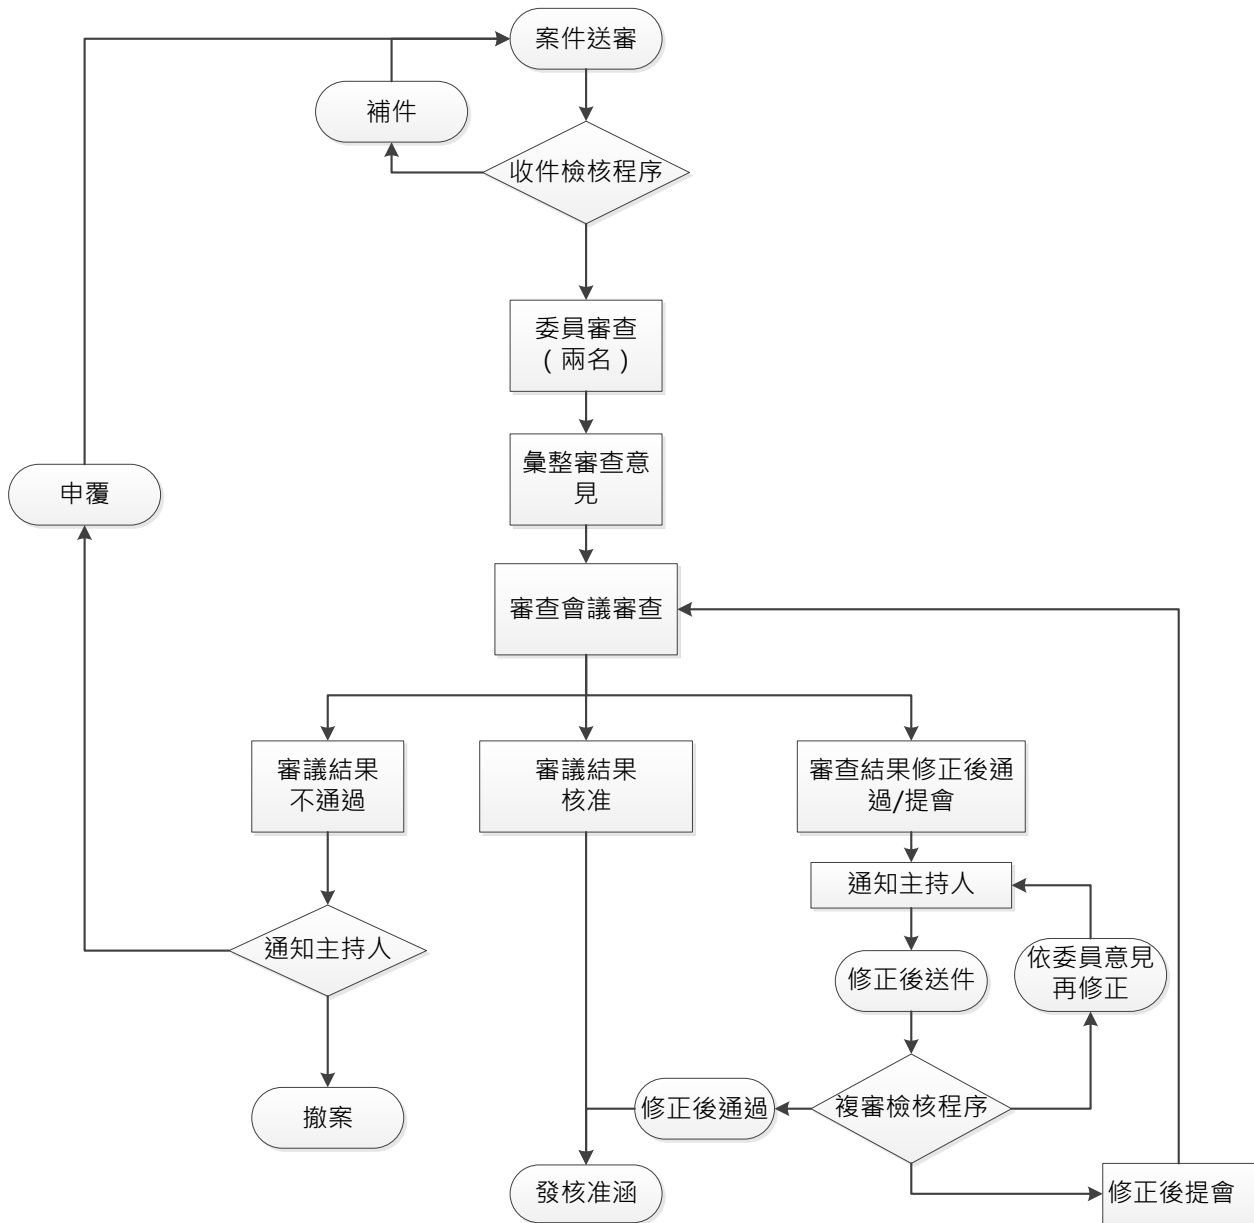 案件送審
補件
收件檢核程序
委員審查
(兩名)
彙整審查意
見
申覆
審查會議審查
審議結果
不通過
審議結果
核准
審查結果修正後通
過/提會
通知主持人
通知主持人
修正後送件
依委員意見
再修正
撤案
修正後通過
複審檢核程序
發核准涵
修正後提會